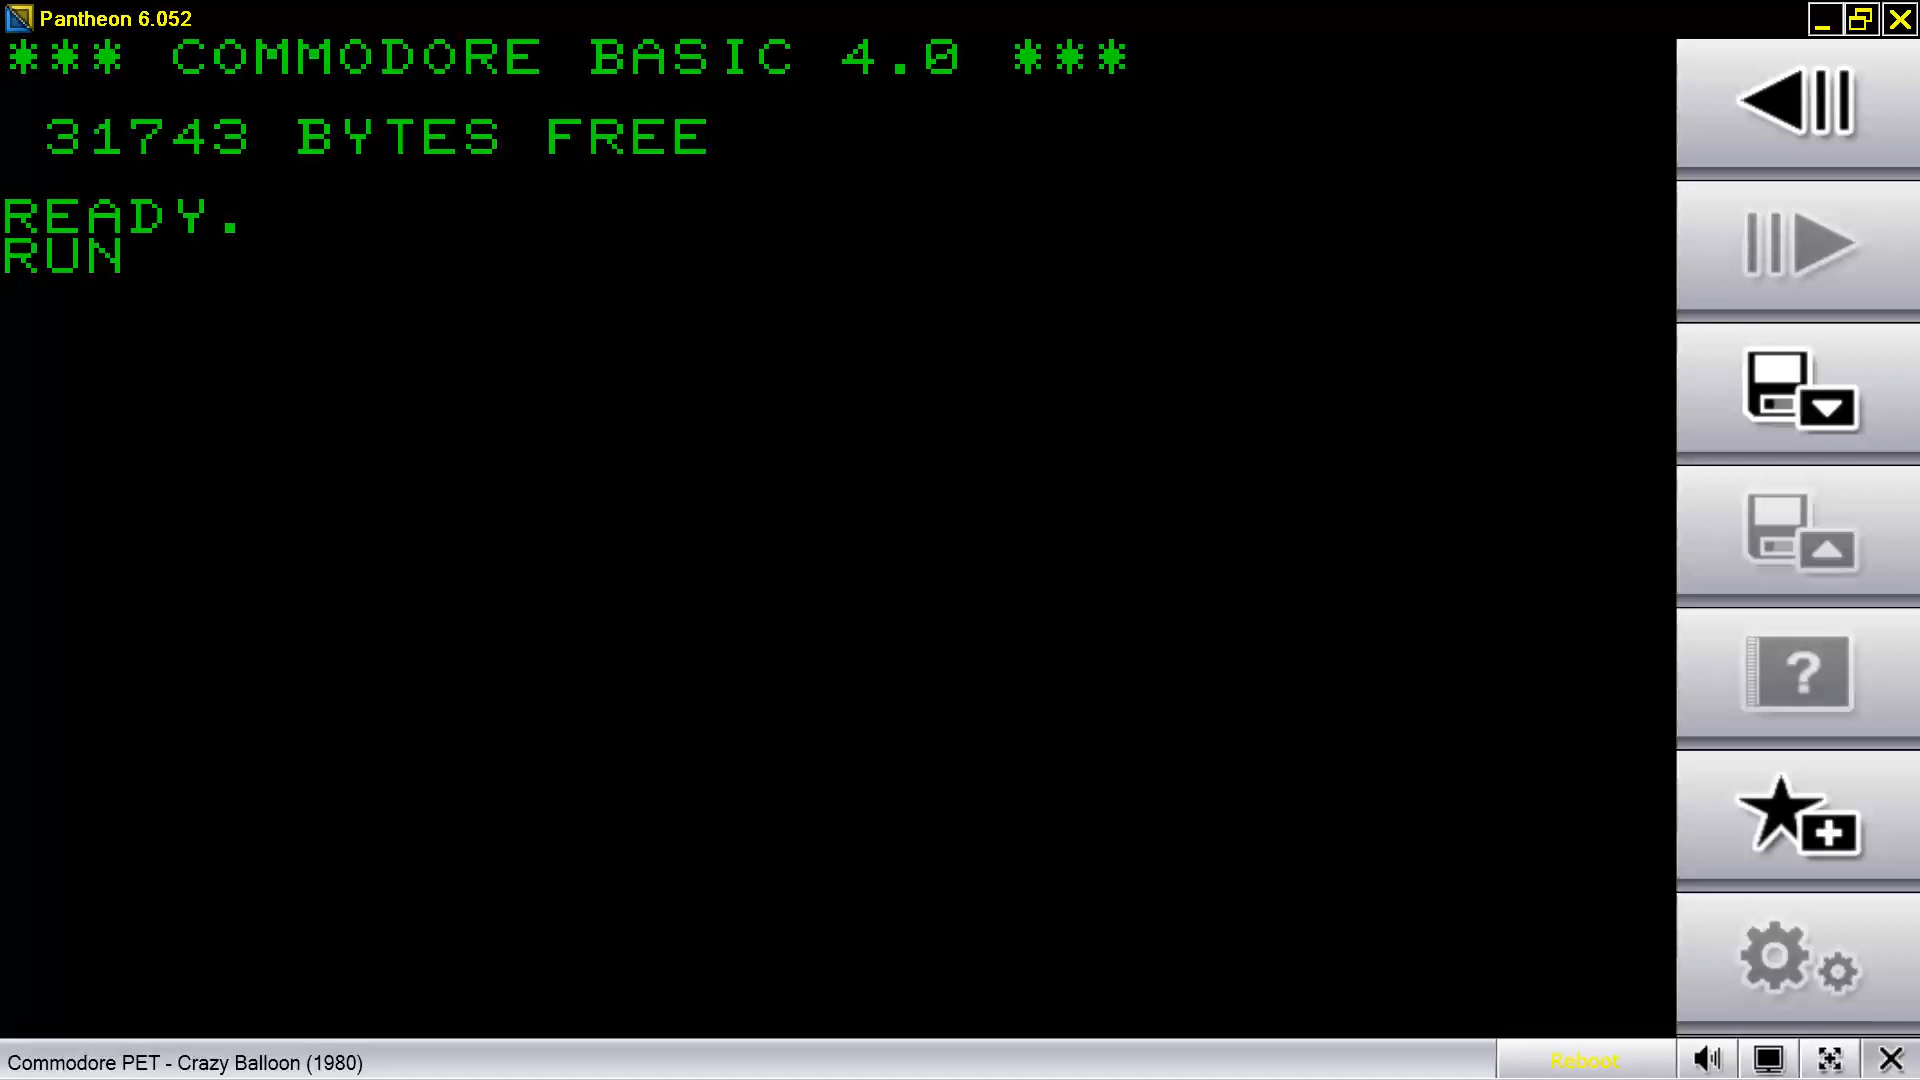 Pantheon 6.052
*** COMMODORE BASIC 4.0 ***
31743 BYTES FREE
READY.
RUN
?
Commodore PET - Crazy Balloon (1980)
Reboot